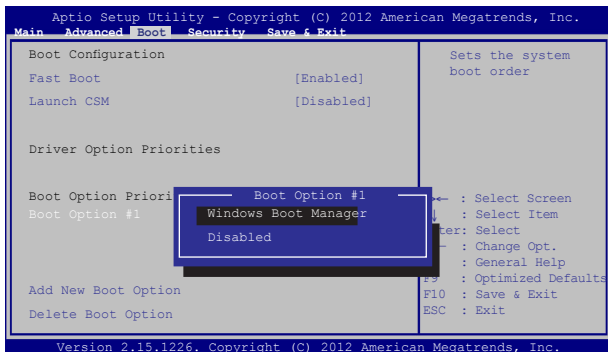 Aptio Setup Utility - Copyright (C) 2012 American Megatrends, Inc.
Main Advanced Boot Security Save & Exit
Boot Configuration
Fast Boot [Enabled]
Launch CSM [Disabled]
Driver Option Priorities
Boot Option Priori
Boot Option #1
Add New Boot Option
Delete Boot Option
Boot Option #1
Windows Boot Manager
Disabled
Sets the system
boot order
→← : Select Screen
: Select Item
ter: Select
— : Change Opt.
: General Help
F9 : Optimized Defaults
F10 : Save & Exit
ESC : Exit
Version 2.15.1226. Copyright (C) 2012 American Megatrends, Inc.